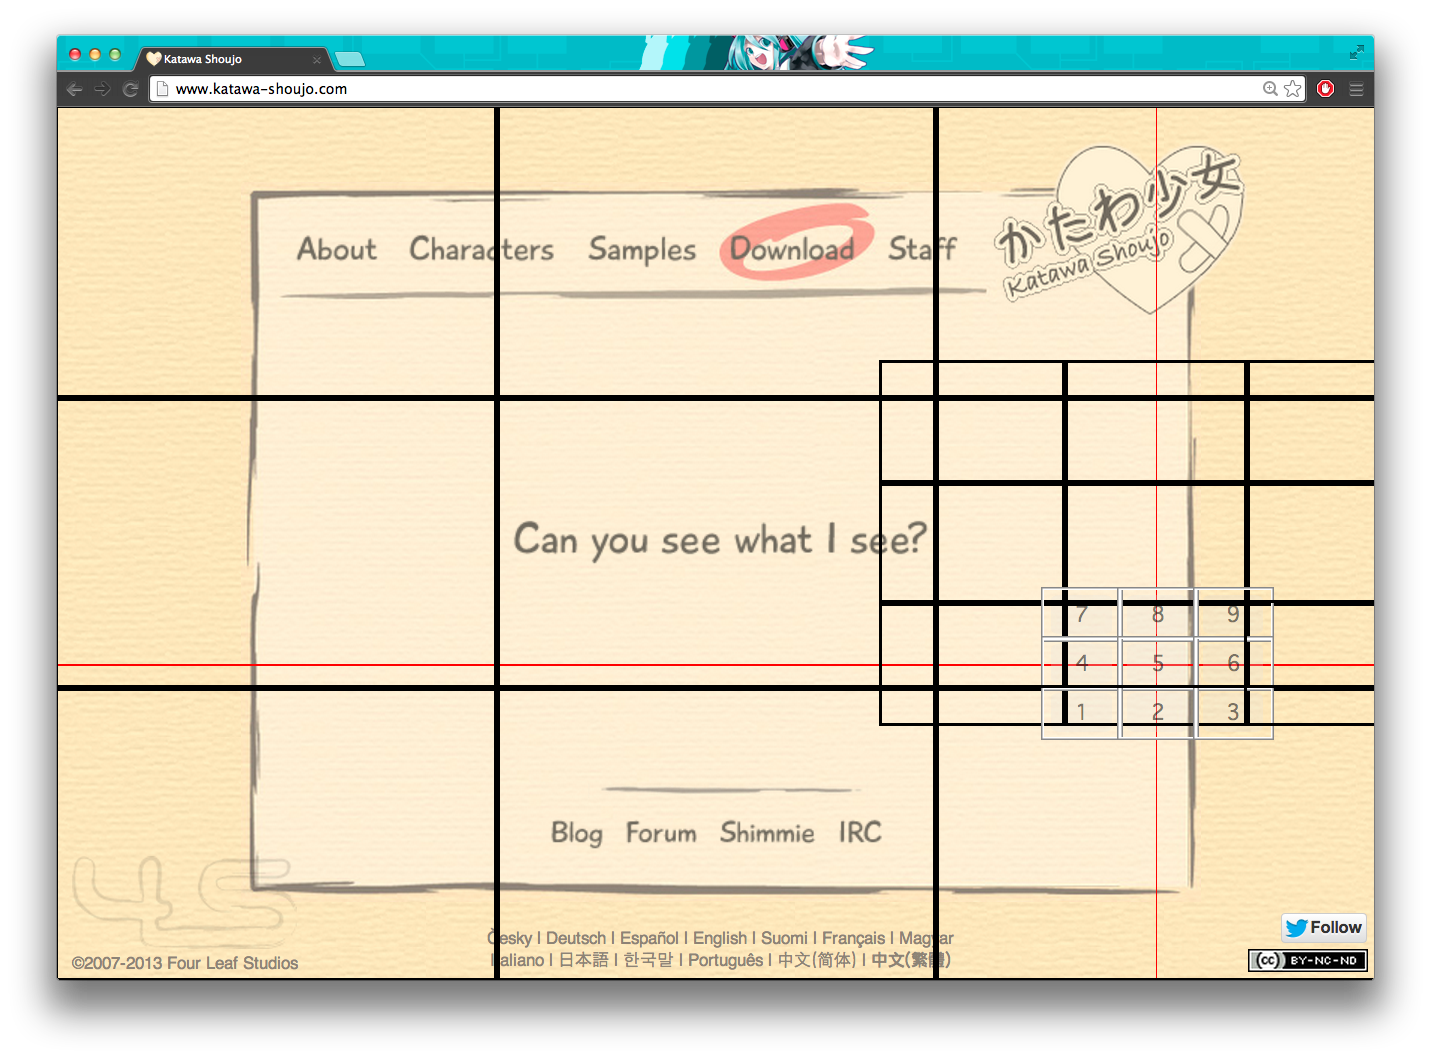 Katawa Shoujo
www.katawa-shoujo.com
かたわ少女
Katawa Shoujo
About Characters Samples Download Staff
Can you see what I see?
7 8 9
4 5 6
1 2 3
Blog Forum Shimmie IRC
4S
Česky | Deutsch | Español | English | Suomi | Français | Magyar
Italiano | 日本語 | 한국말 | Português | 中文(简体) | 中文(繁體)
©2007-2013 Four Leaf Studios
Follow
cc BY-NC-ND